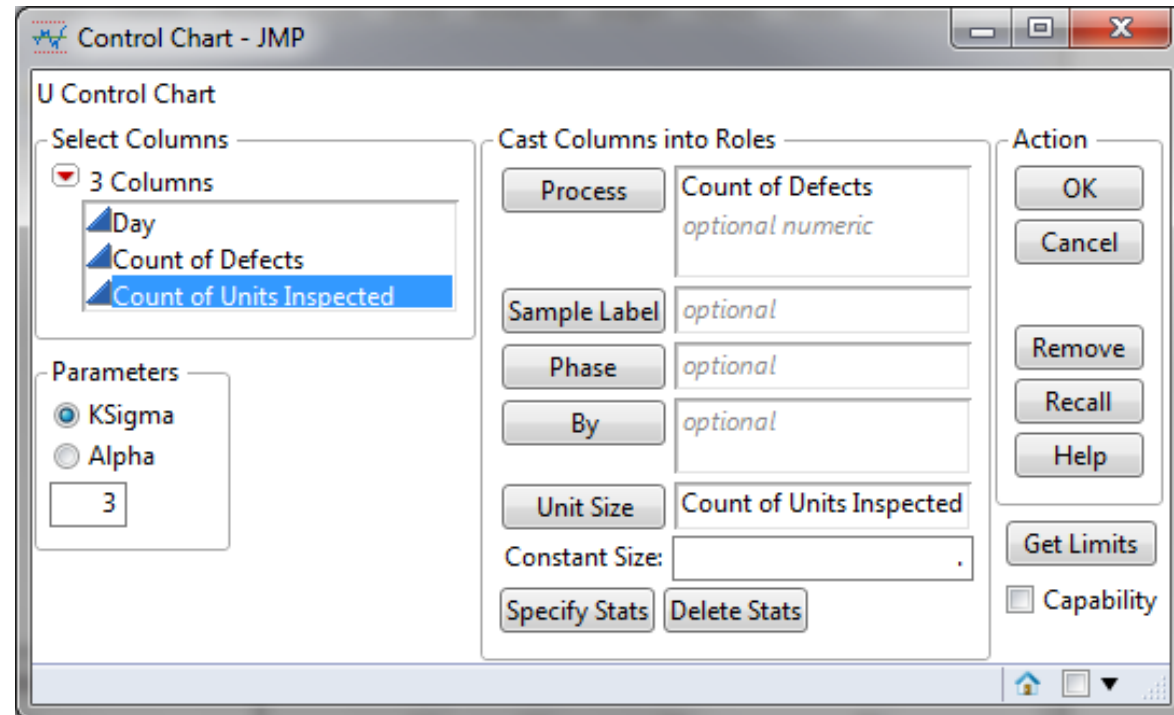 Control Chart - JMP
U Control Chart
Select Columns
3 Columns
Day
Count of Defects
Count of Units Inspected
Parameters
KSigma
Alpha
3
Cast Columns into Roles
Process
Count of Defects
optional numeric
Sample Label
optional
Phase
optional
By
optional
Unit Size
Count of Units Inspected
Constant Size:
.
Specify Stats
Delete Stats
Action
OK
Cancel
Remove
Recall
Help
Get Limits
Capability